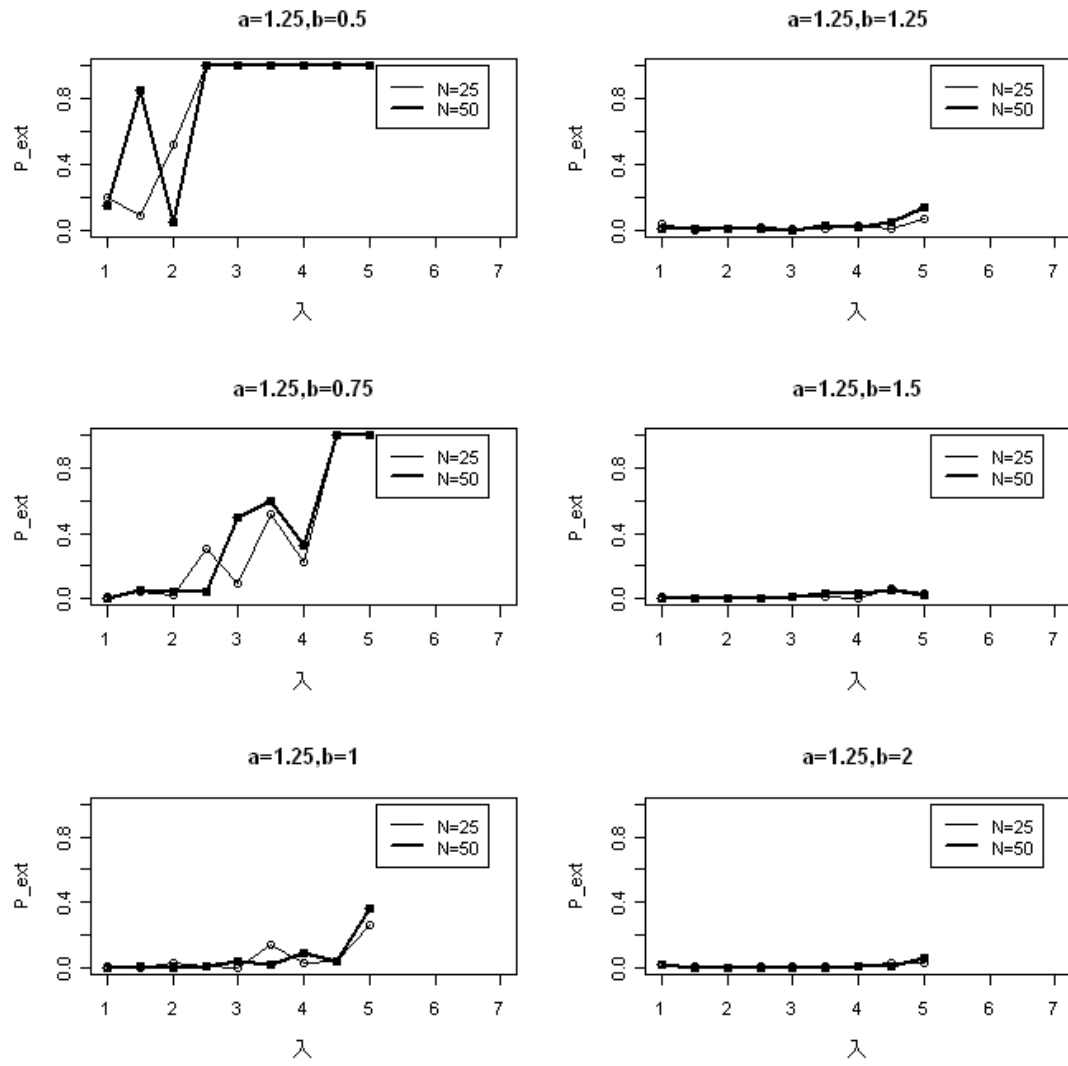 a=1.25,b=0.5
P_ext
0.0 0.4 0.8
N=25
N=50
1 2 3 4 5 6 7
λ
a=1.25,b=1.25
P_ext
0.0 0.4 0.8
N=25
N=50
1 2 3 4 5 6 7
λ
a=1.25,b=0.75
P_ext
0.0 0.4 0.8
N=25
N=50
1 2 3 4 5 6 7
λ
a=1.25,b=1.5
P_ext
0.0 0.4 0.8
N=25
N=50
1 2 3 4 5 6 7
λ
a=1.25,b=1
P_ext
0.0 0.4 0.8
N=25
N=50
1 2 3 4 5 6 7
λ
a=1.25,b=2
P_ext
0.0 0.4 0.8
N=25
N=50
1 2 3 4 5 6 7
λ